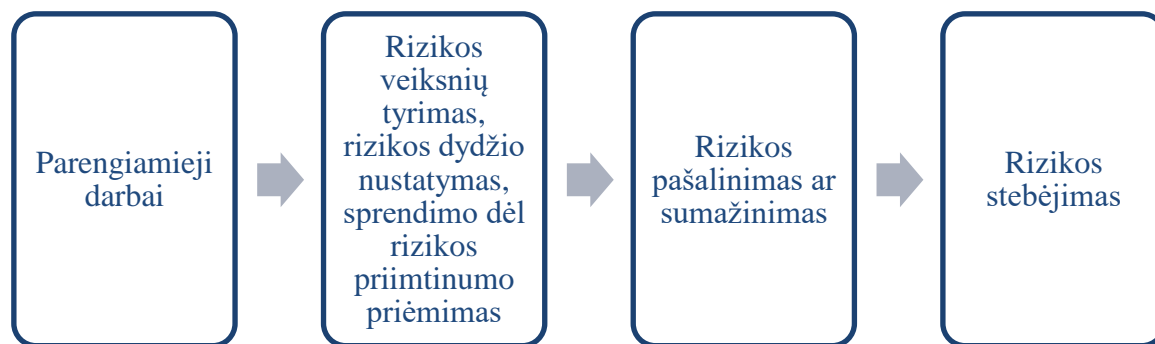 Parengiamieji
darbai
Rizikos
veiksnių
tyrimas,
rizikos dydžio
nustatymas,
sprendimo dėl
rizikos
priimtinumo
priėmimas
Rizikos
pašalinimas ar
sumažinimas
Rizikos
stebėjimas